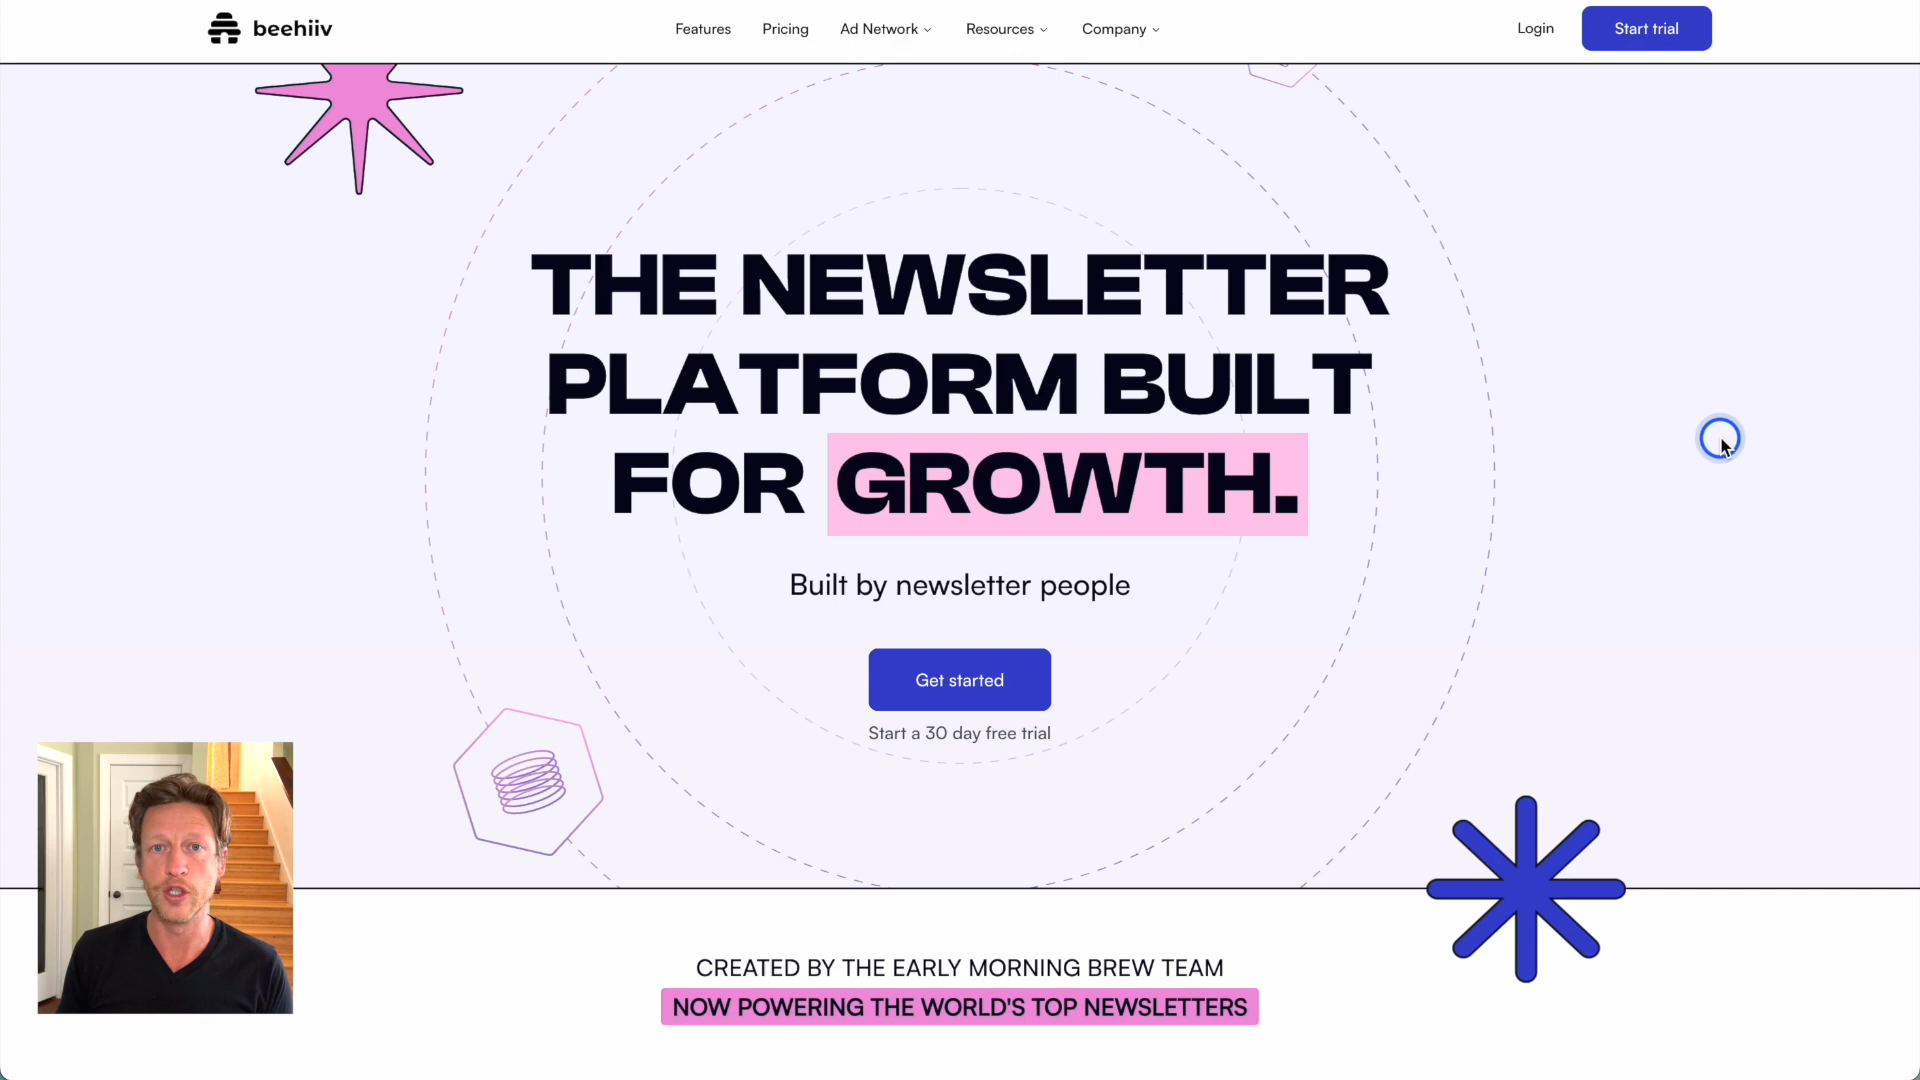 beehiiv
Features
Pricing
Ad Network
Resources
Company
Login
Start trial
THE NEWSLETTER
PLATFORM BUILT
FOR GROWTH.
Built by newsletter people
Get started
Start a 30 day free trial
CREATED BY THE EARLY MORNING BREW TEAM
NOW POWERING THE WORLD'S TOP NEWSLETTERS